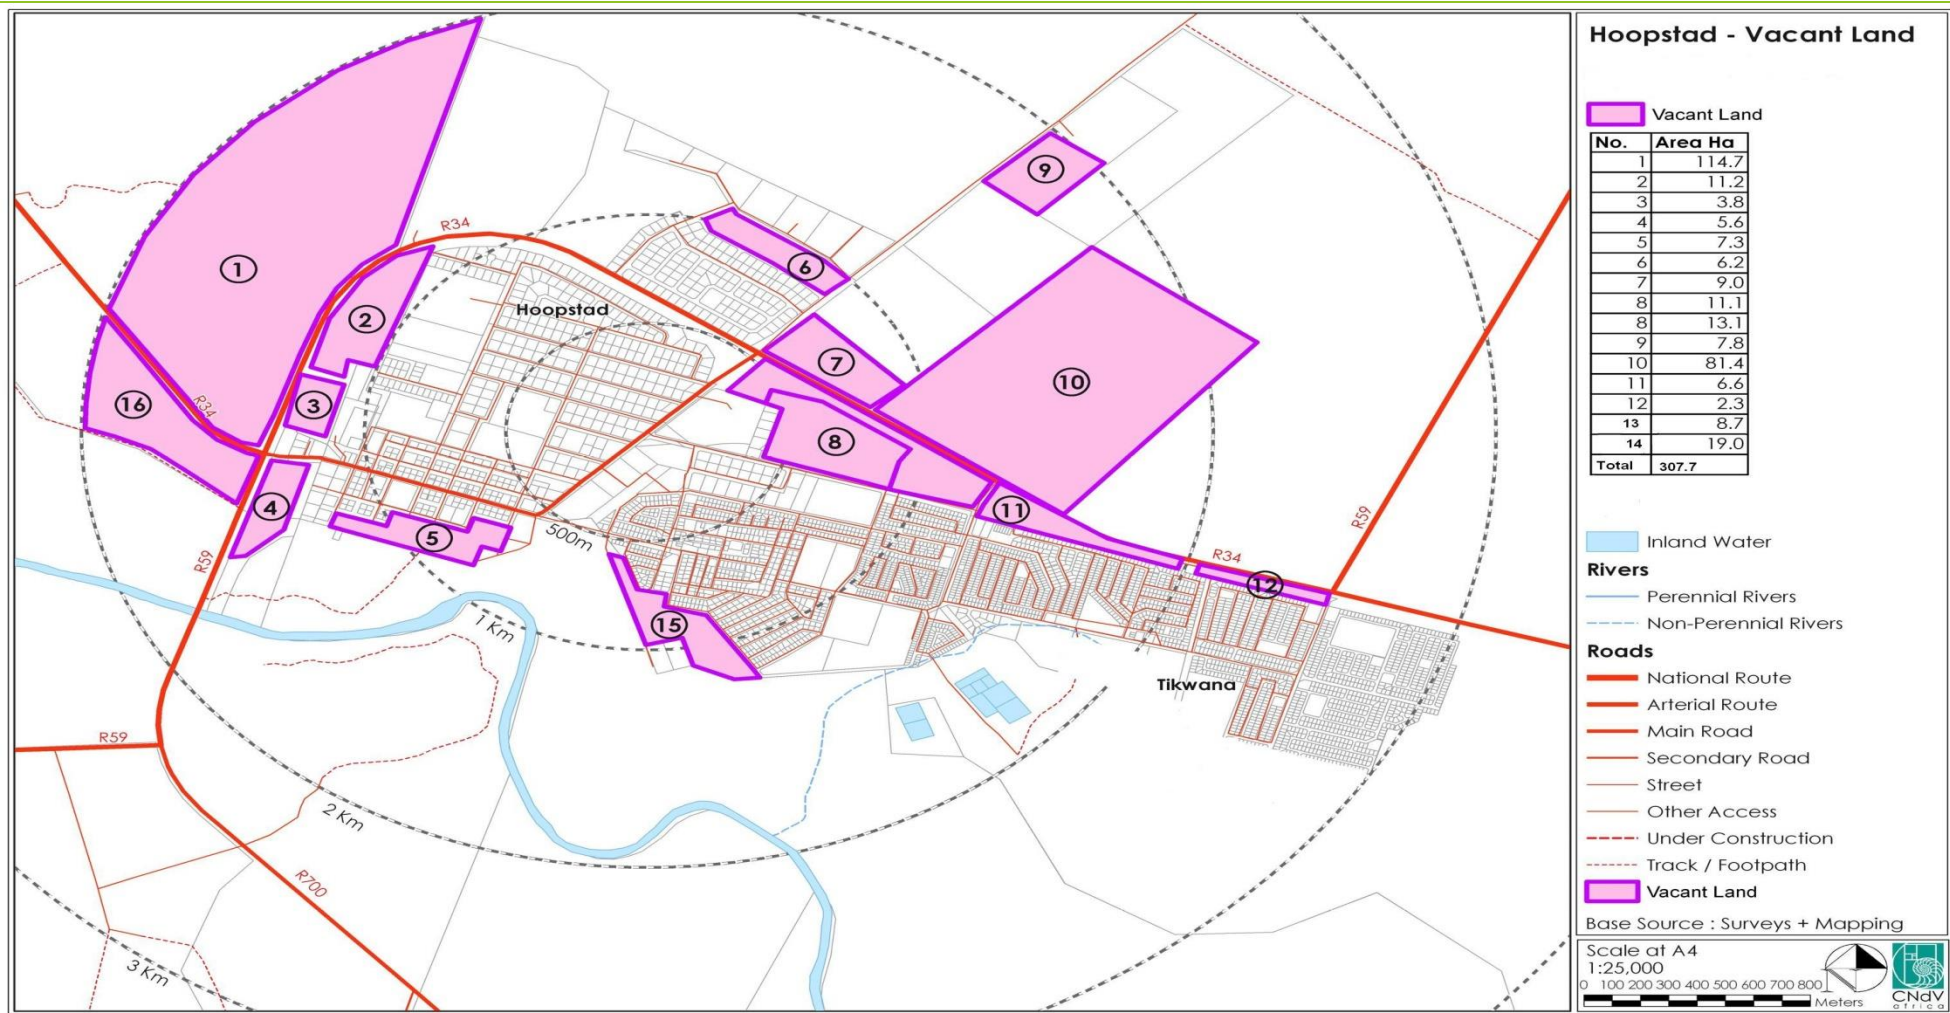 Hoopstad - Vacant Land
Vacant Land
No. Area Ha
1 114.7
2 11.2
3 3.8
4 5.6
5 7.3
6 6.2
7 9.0
8 11.1
8 13.1
9 7.8
10 81.4
11 6.6
12 2.3
13 8.7
14 19.0
Total 307.7
Inland Water
Rivers
Perennial Rivers
Non-Perennial Rivers
Roads
National Route
Arterial Route
Main Road
Secondary Road
Street
Other Access
Under Construction
Track / Footpath
Vacant Land
Base Source : Surveys + Mapping
Scale at A4
1:25,000
0 100 200 300 400 500 600 700 800
Meters
CNdV
africa
R34
1
2
3
16
R34
4
5
R59
Hoopstad
6
7
8
9
10
11
R59
R34
12
15
500m
1 Km
2 Km
3 Km
Tikwana
R59
R700